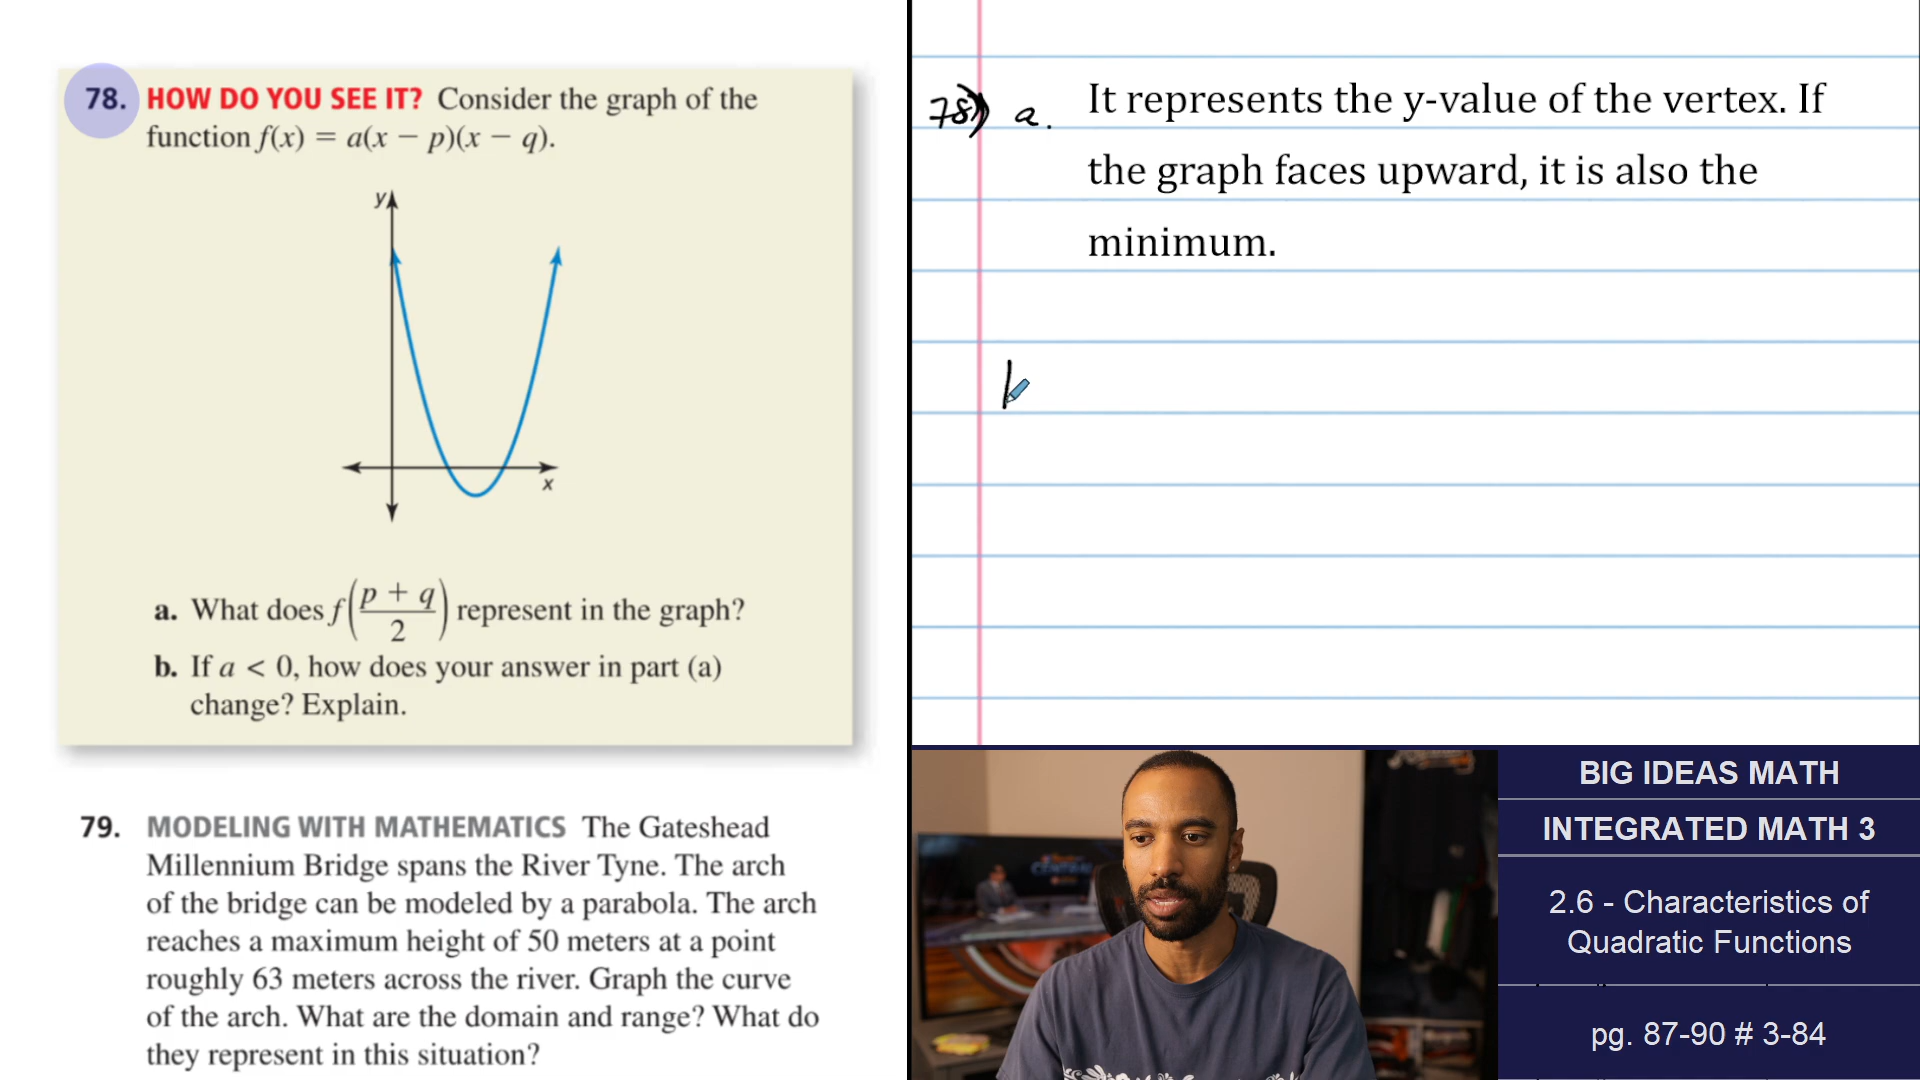 78. HOW DO YOU SEE IT? Consider the graph of the
function f(x) = a(x − p)(x − q).
y
x
a. What does f((p + q)/2) represent in the graph?
b. If a < 0, how does your answer in part (a)
change? Explain.
79. MODELING WITH MATHEMATICS The Gateshead
Millennium Bridge spans the River Tyne. The arch
of the bridge can be modeled by a parabola. The arch
reaches a maximum height of 50 meters at a point
roughly 63 meters across the river. Graph the curve
of the arch. What are the domain and range? What do
they represent in this situation?
78) a. It represents the y-value of the vertex. If
the graph faces upward, it is also the
minimum.
BIG IDEAS MATH
INTEGRATED MATH 3
2.6 - Characteristics of
Quadratic Functions
pg. 87-90 # 3-84